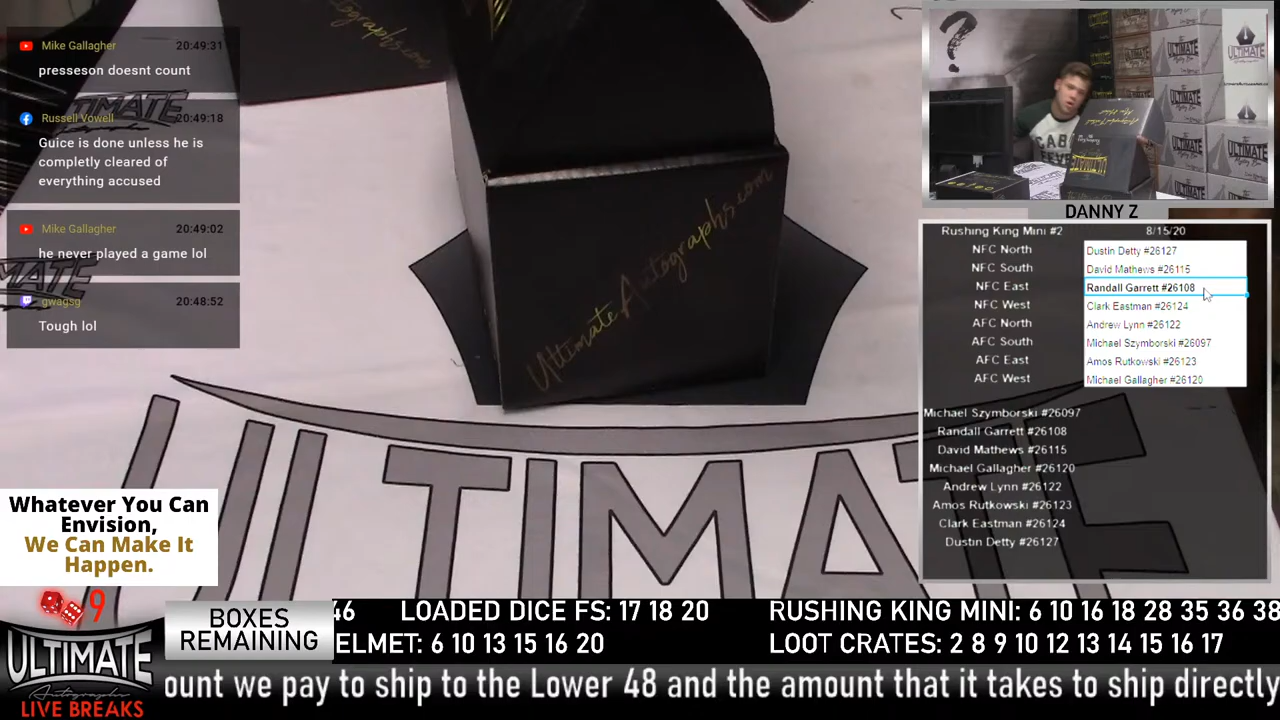 Mike Gallagher 20:49:31
presseson doesnt count
Russell Vowell 20:49:18
Guice is done unless he is
completly cleared of
everything accused
Mike Gallagher 20:49:02
he never played a game lol
gwagsg 20:48:52
Tough lol
ULTIMATE
UltimateAutographs.com
ULTIMATE
DANNY Z
Rushing King Mini #2 8/15/20
NFC North Dustin Detty #26127
NFC South David Mathews #26115
NFC East Randall Garrett #26108
NFC West Clark Eastman #26124
AFC North Andrew Lynn #26122
AFC South Michael Szymborski #26097
AFC East Amos Rutkowski #26123
AFC West Michael Gallagher #26120
Michael Szymborski #26097
Randall Garrett #26108
David Mathews #26115
Michael Gallagher #26120
Andrew Lynn #26122
Amos Rutkowski #26123
Clark Eastman #26124
Dustin Detty #26127
Whatever You Can
Envision,
We Can Make It
Happen.
9
ULTIMATE
Autographs
LIVE BREAKS
BOXES
REMAINING
46 LOADED DICE FS: 17 18 20 RUSHING KING MINI: 6 10 16 18 28 35 36 38
ELMET: 6 10 13 15 16 20 LOOT CRATES: 2 8 9 10 12 13 14 15 16 17
ount we pay to ship to the Lower 48 and the amount that it takes to ship directly